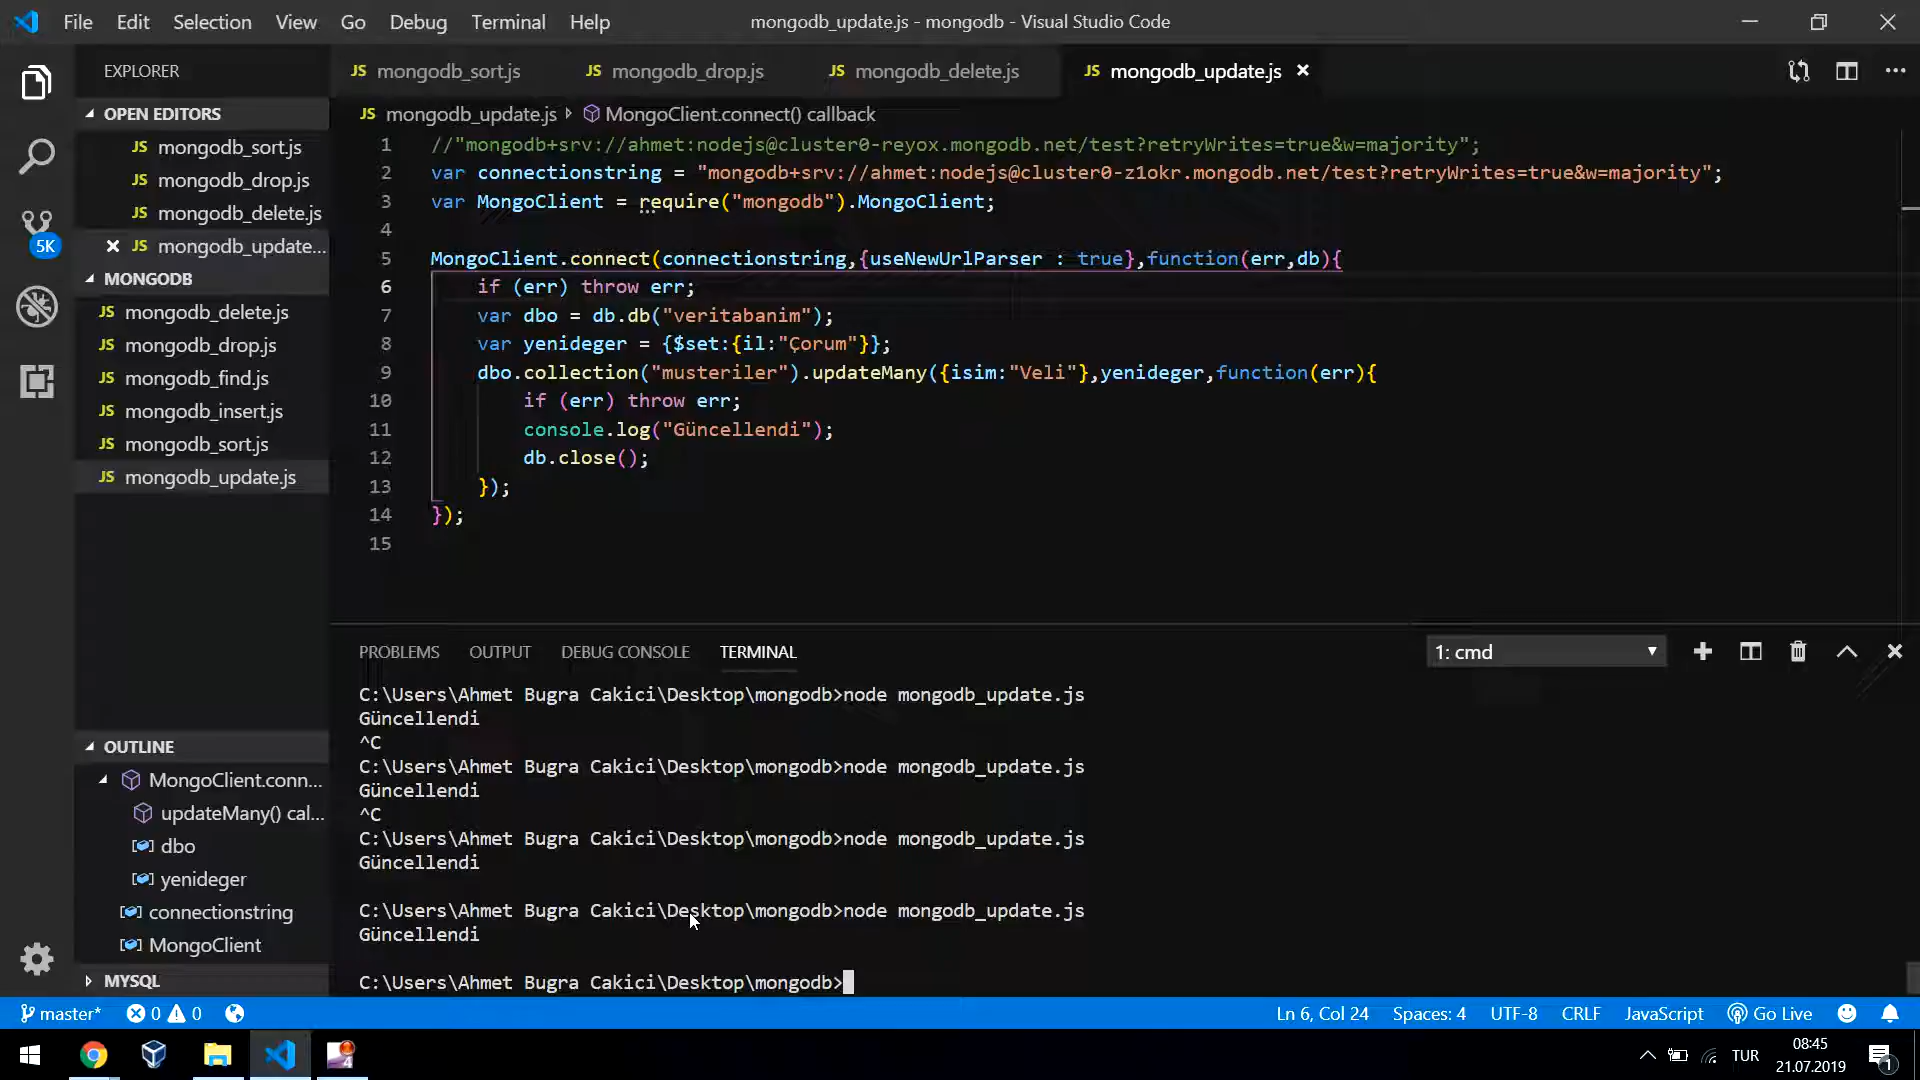 File Edit Selection View Go Debug Terminal Help
mongodb_update.js - mongodb - Visual Studio Code
EXPLORER
OPEN EDITORS
JS mongodb_sort.js
JS mongodb_drop.js
JS mongodb_delete.js
JS mongodb_update...
5K
MONGODB
JS mongodb_delete.js
JS mongodb_drop.js
JS mongodb_find.js
JS mongodb_insert.js
JS mongodb_sort.js
JS mongodb_update.js
OUTLINE
MongoClient.conn...
updateMany() cal...
dbo
yenideger
connectionstring
MongoClient
MYSQL
JS mongodb_sort.js JS mongodb_drop.js JS mongodb_delete.js JS mongodb_update.js
JS mongodb_update.js MongoClient.connect() callback
1 //"mongodb+srv://ahmet:nodejs@cluster0-reyox.mongodb.net/test?retryWrites=true&w=majority";
2 var connectionstring = "mongodb+srv://ahmet:nodejs@cluster0-z1okr.mongodb.net/test?retryWrites=true&w=majority";
3 var MongoClient = require("mongodb").MongoClient;
4
5 MongoClient.connect(connectionstring,{useNewUrlParser : true},function(err,db){
6 if (err) throw err;
7 var dbo = db.db("veritabanim");
8 var yenideger = {$set:{il:"Çorum"}};
9 dbo.collection("musteriler").updateMany({isim:"Veli"},yenideger,function(err){
10 if (err) throw err;
11 console.log("Güncellendi");
12 db.close();
13 });
14 });
15
PROBLEMS OUTPUT DEBUG CONSOLE TERMINAL
1: cmd
C:\Users\Ahmet Bugra Cakici\Desktop\mongodb>node mongodb_update.js
Güncellendi
^C
C:\Users\Ahmet Bugra Cakici\Desktop\mongodb>node mongodb_update.js
Güncellendi
^C
C:\Users\Ahmet Bugra Cakici\Desktop\mongodb>node mongodb_update.js
Güncellendi
C:\Users\Ahmet Bugra Cakici\Desktop\mongodb>node mongodb_update.js
Güncellendi
C:\Users\Ahmet Bugra Cakici\Desktop\mongodb>
master* 0 0 Ln 6, Col 24 Spaces: 4 UTF-8 CRLF JavaScript Go Live
4
TUR
08:45
21.07.2019
1